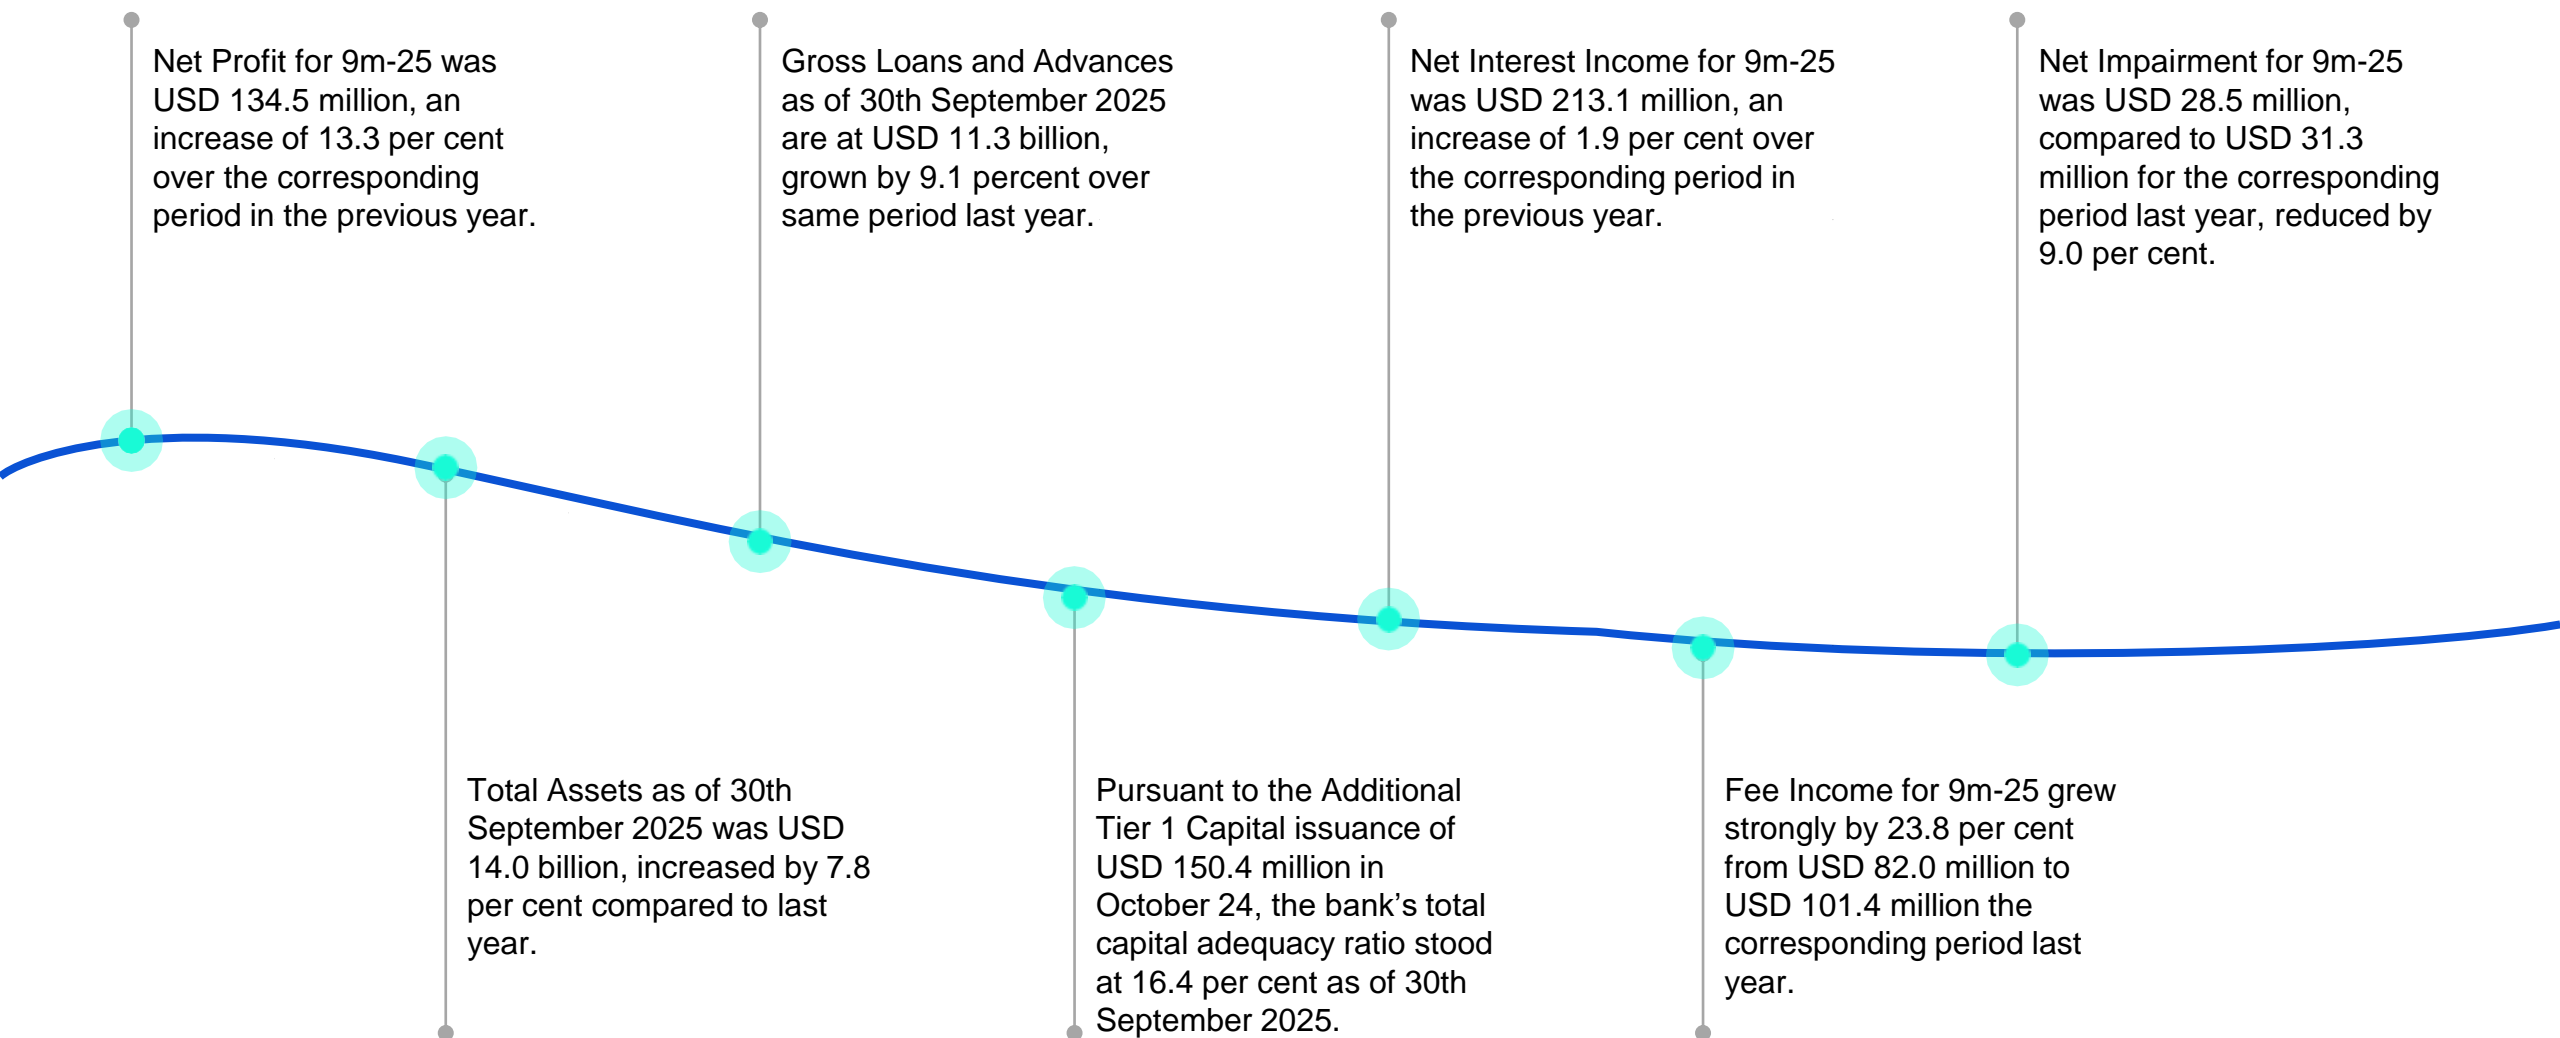 Net Profit for 9m-25 was
USD 134.5 million, an
increase of 13.3 per cent
over the corresponding
period in the previous year.
Gross Loans and Advances
as of 30th September 2025
are at USD 11.3 billion,
grown by 9.1 percent over
same period last year.
Net Interest Income for 9m-25
was USD 213.1 million, an
increase of 1.9 per cent over
the corresponding period in
the previous year.
Net Impairment for 9m-25
was USD 28.5 million,
compared to USD 31.3
million for the corresponding
period last year, reduced by
9.0 per cent.
Total Assets as of 30th
September 2025 was USD
14.0 billion, increased by 7.8
per cent compared to last
year.
Pursuant to the Additional
Tier 1 Capital issuance of
USD 150.4 million in
October 24, the bank’s total
capital adequacy ratio stood
at 16.4 per cent as of 30th
September 2025.
Fee Income for 9m-25 grew
strongly by 23.8 per cent
from USD 82.0 million to
USD 101.4 million the
corresponding period last
year.